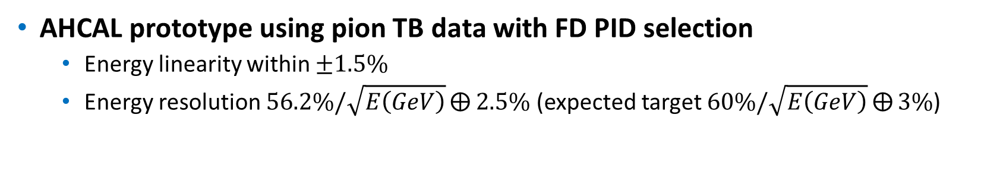 • AHCAL prototype using pion TB data with FD PID selection
• Energy linearity within ±1.5%
• Energy resolution 56.2%/√E(GeV) ⊕ 2.5% (expected target 60%/√E(GeV) ⊕ 3%)